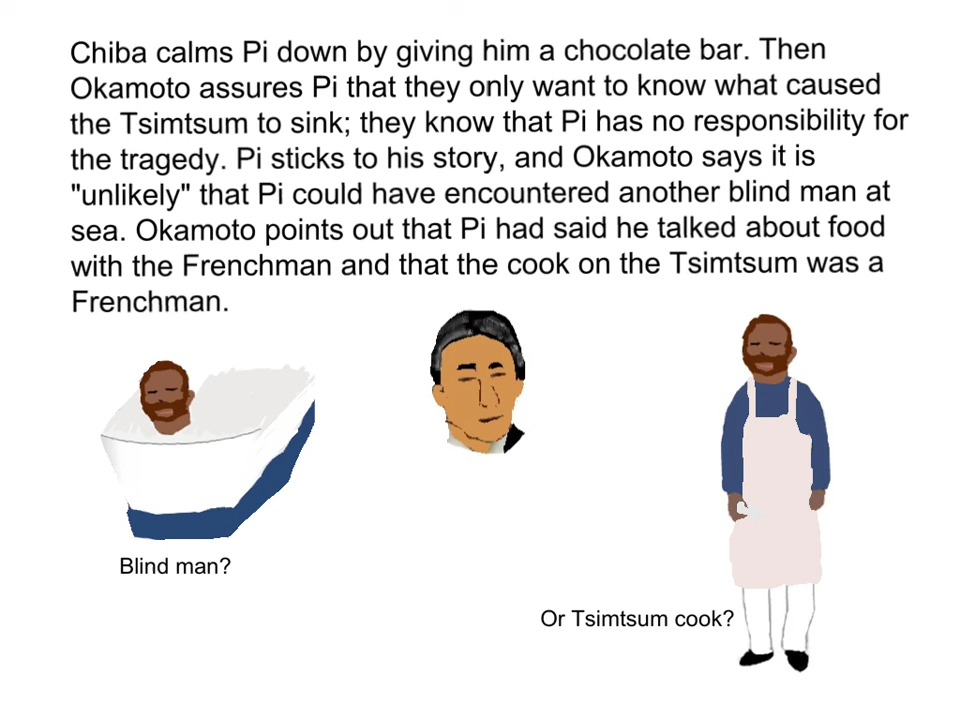 Chiba calms Pi down by giving him a chocolate bar. Then
Okamoto assures Pi that they only want to know what caused
the Tsimtsum to sink; they know that Pi has no responsibility for
the tragedy. Pi sticks to his story, and Okamoto says it is
"unlikely" that Pi could have encountered another blind man at
sea. Okamoto points out that Pi had said he talked about food
with the Frenchman and that the cook on the Tsimtsum was a
Frenchman.
Blind man?
Or Tsimtsum cook?